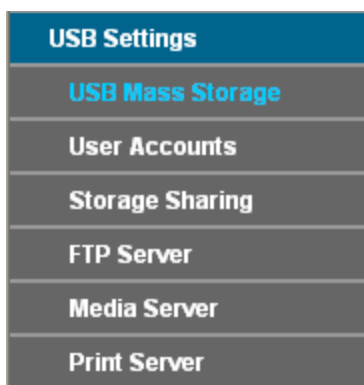 USB Settings
USB Mass Storage
User Accounts
Storage Sharing
FTP Server
Media Server
Print Server